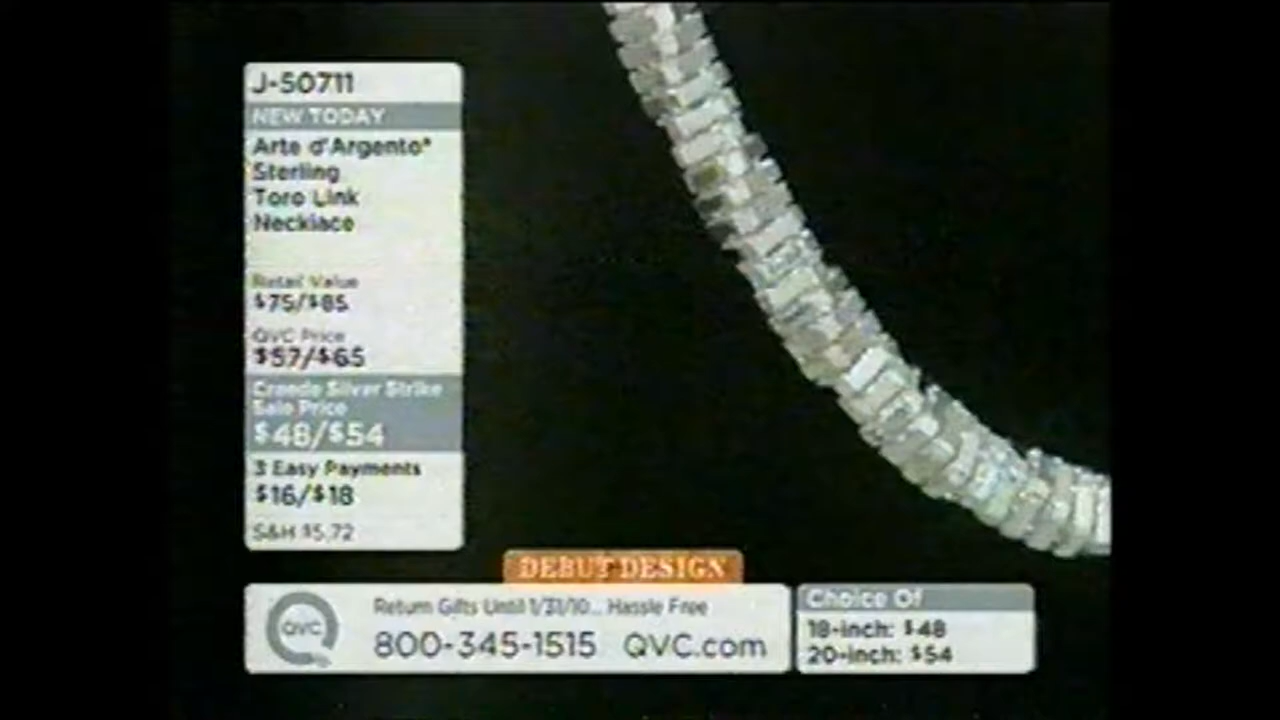 J-50711
NEW TODAY
Arte d'Argento®
Sterling
Toro Link
Necklace
Retail Value
$75/$85
QVC Price
$57/$65
Creede Silver Strike
Sale Price
$48/$54
3 Easy Payments
$16/$18
S&H $5.72
DEBUT DESIGN
QVC
Return Gifts Until 1/31/10... Hassle Free
800-345-1515 QVC.com
Choice Of
18-inch: $48
20-inch: $54